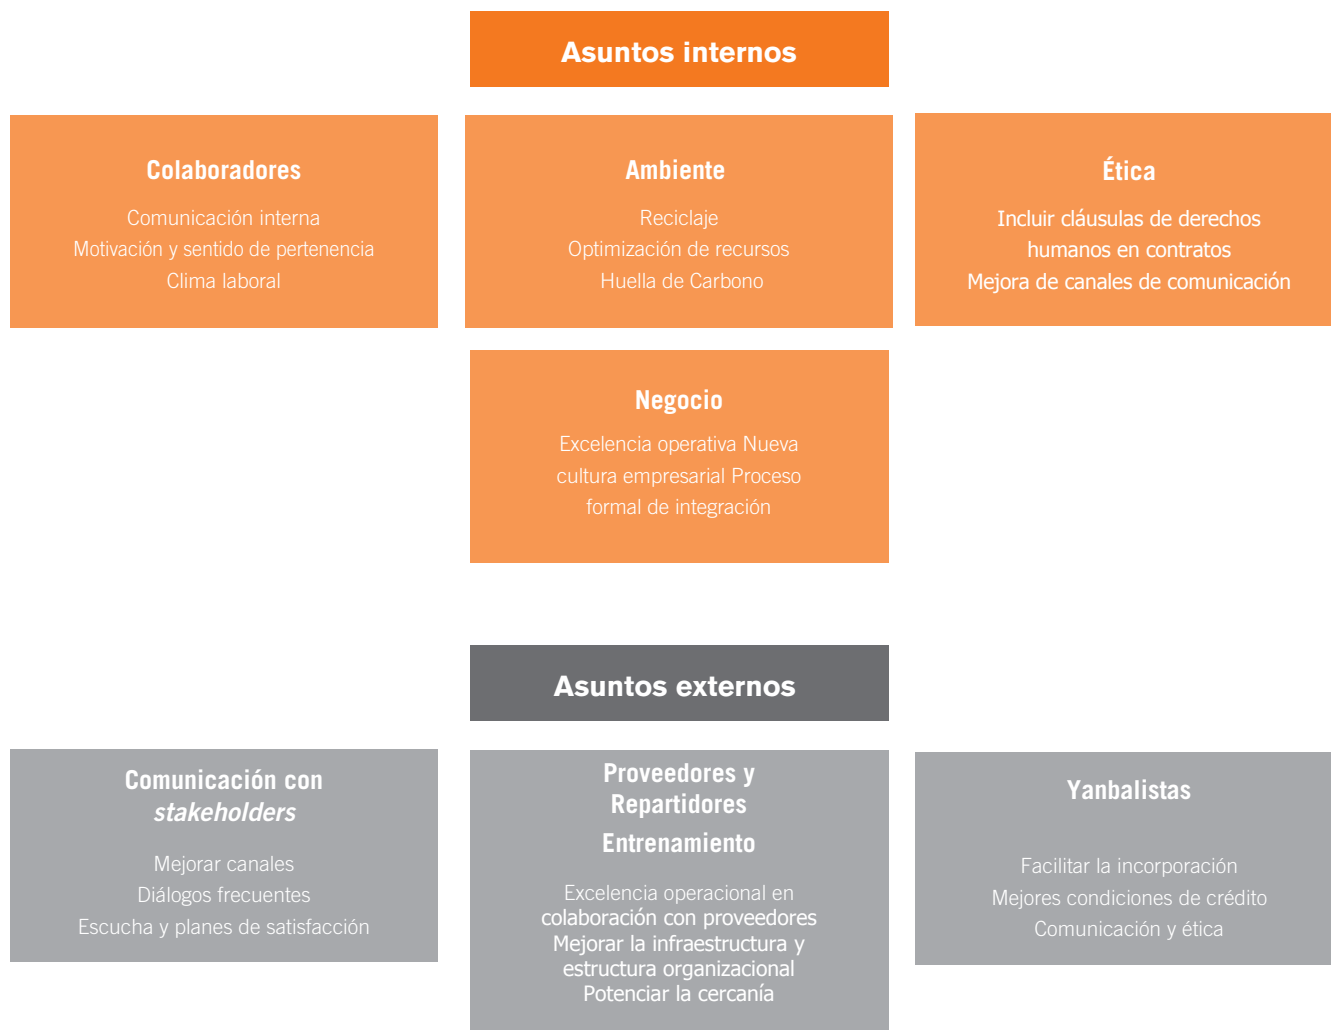 Asuntos internos
Colaboradores
Comunicación interna
Motivación y sentido de pertenencia
Clima laboral
Ambiente
Reciclaje
Optimización de recursos
Huella de Carbono
Ética
Incluir cláusulas de derechos
humanos en contratos
Mejora de canales de comunicación
Negocio
Excelencia operativa Nueva
cultura empresarial Proceso
formal de integración
Asuntos externos
Comunicación con
stakeholders
Mejorar canales
Diálogos frecuentes
Escucha y planes de satisfacción
Proveedores y
Repartidores
Entrenamiento
Excelencia operacional en
colaboración con proveedores
Mejorar la infraestructura y
estructura organizacional
Potenciar la cercanía
Yanbalistas
Facilitar la incorporación
Mejores condiciones de crédito
Comunicación y ética